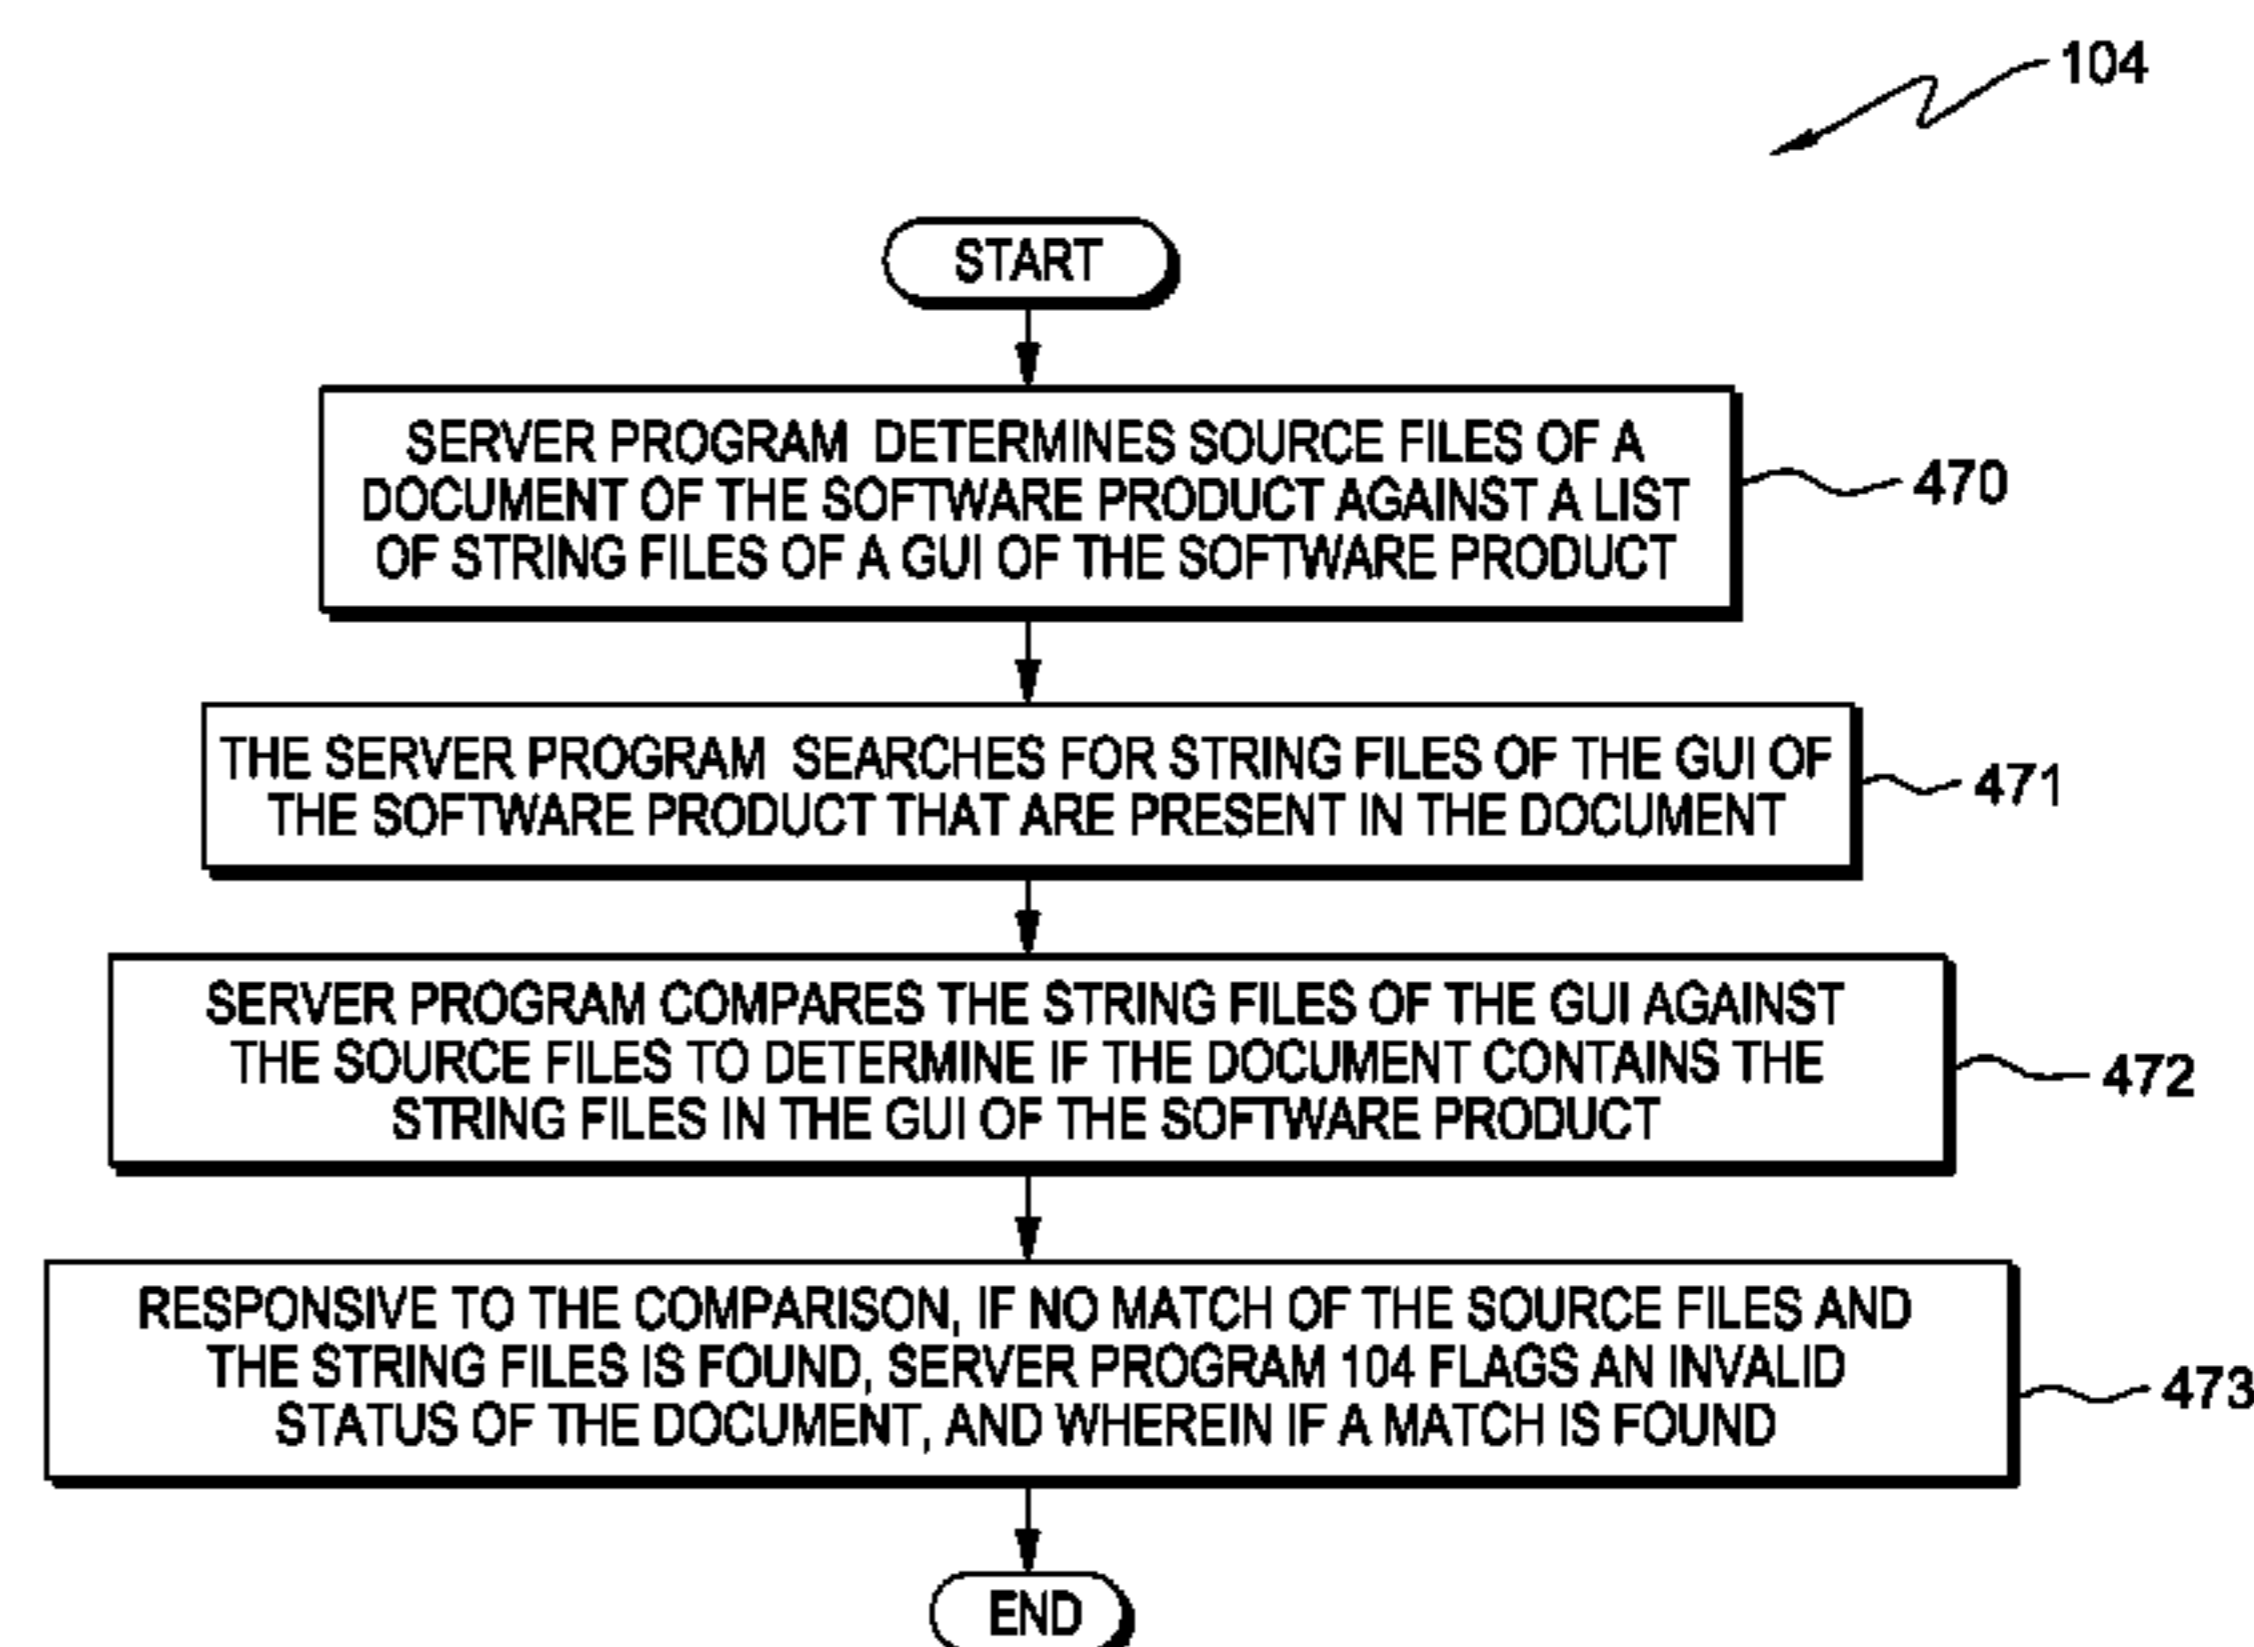 104
START
SERVER PROGRAM DETERMINES SOURCE FILES OF A
DOCUMENT OF THE SOFTWARE PRODUCT AGAINST A LIST
OF STRING FILES OF A GUI OF THE SOFTWARE PRODUCT
470
THE SERVER PROGRAM SEARCHES FOR STRING FILES OF THE GUI OF
THE SOFTWARE PRODUCT THAT ARE PRESENT IN THE DOCUMENT
471
SERVER PROGRAM COMPARES THE STRING FILES OF THE GUI AGAINST
THE SOURCE FILES TO DETERMINE IF THE DOCUMENT CONTAINS THE
STRING FILES IN THE GUI OF THE SOFTWARE PRODUCT
472
RESPONSIVE TO THE COMPARISON, IF NO MATCH OF THE SOURCE FILES AND
THE STRING FILES IS FOUND, SERVER PROGRAM 104 FLAGS AN INVALID
STATUS OF THE DOCUMENT, AND WHEREIN IF A MATCH IS FOUND
473
END